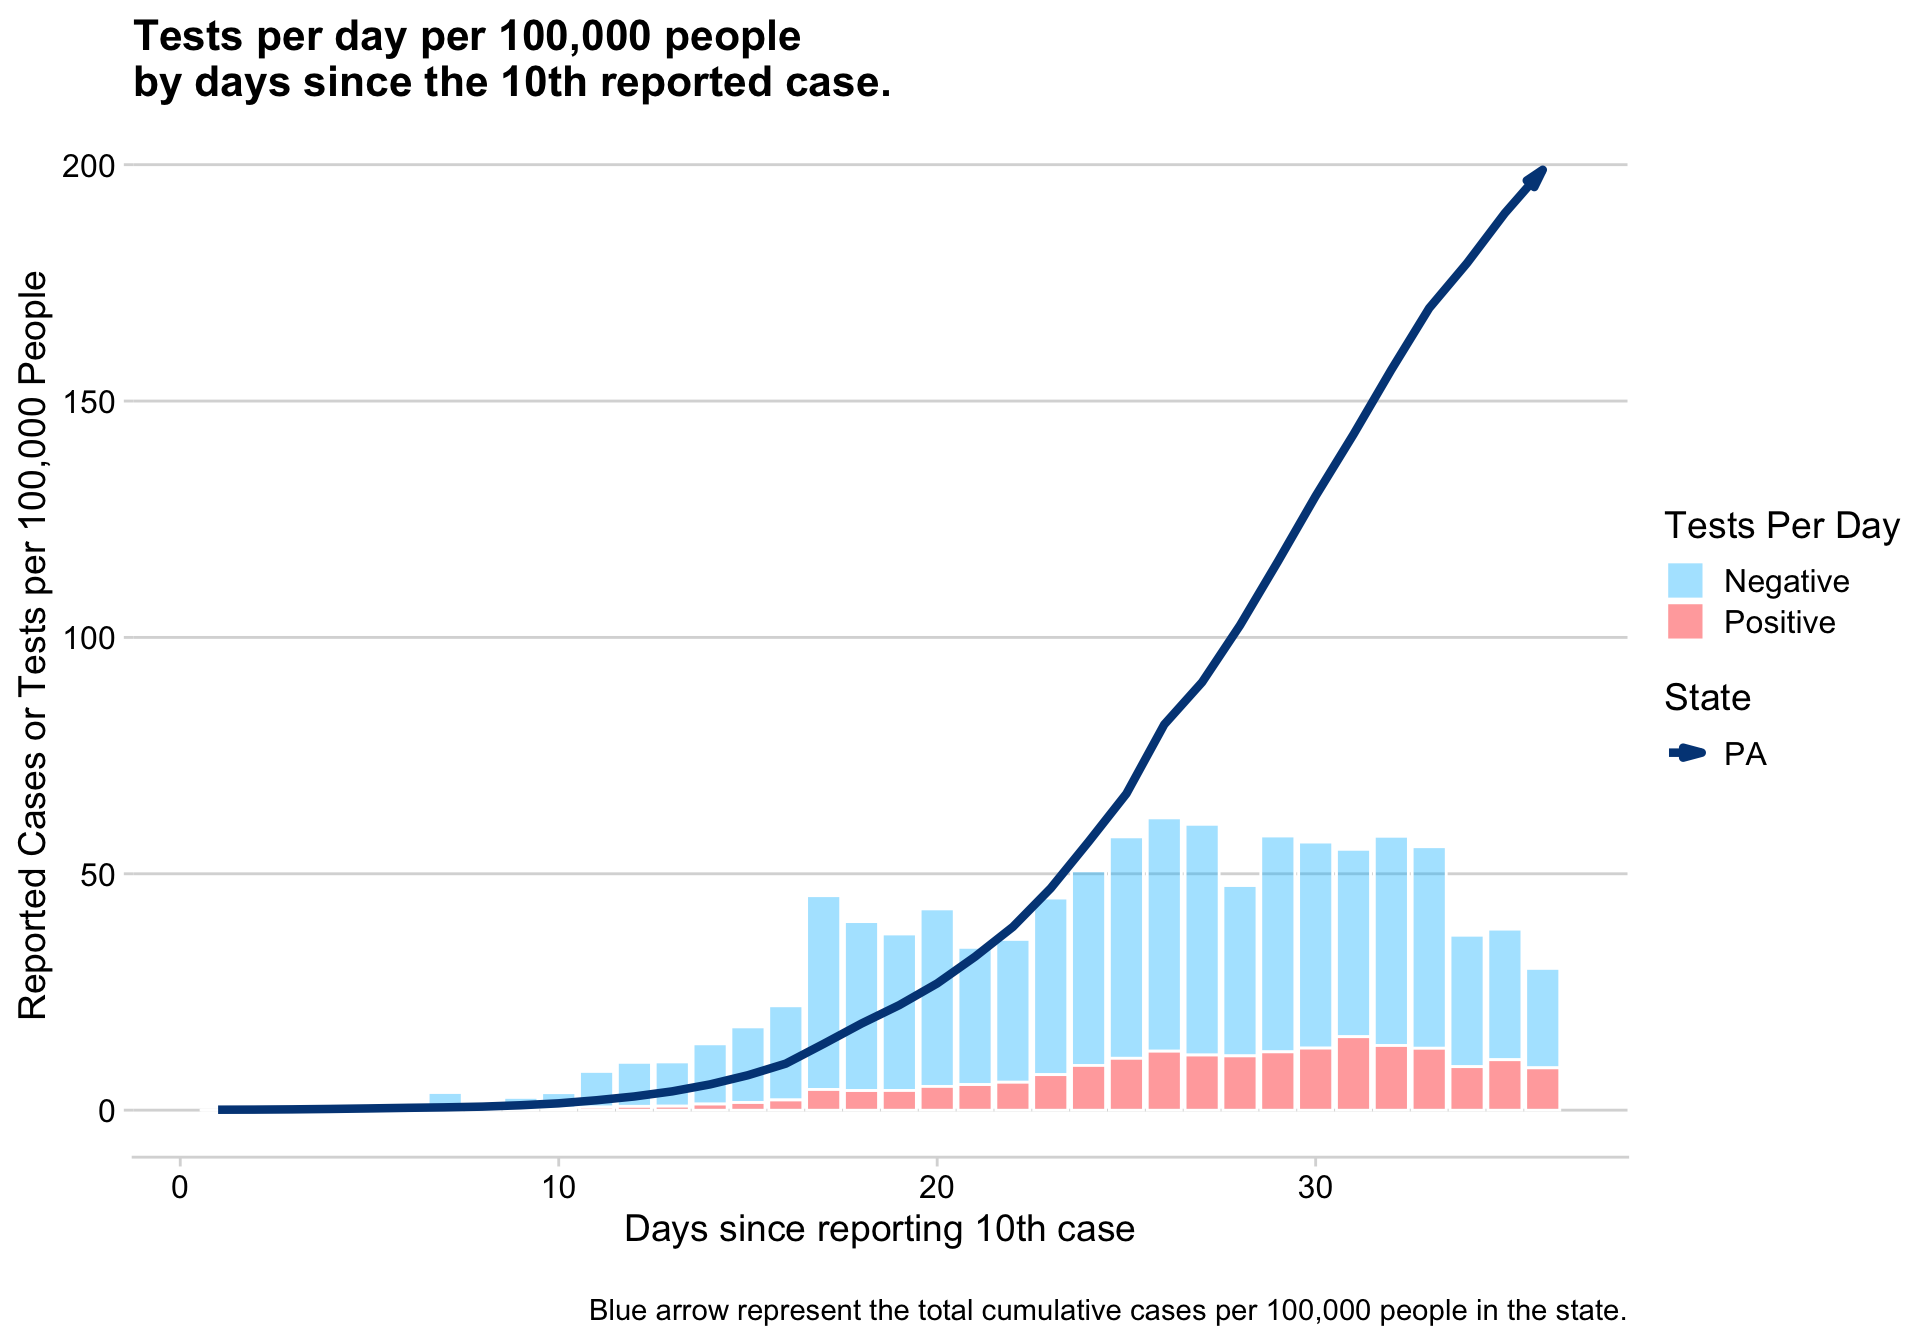 Tests per day per 100,000 people
by days since the 10th reported case.
Reported Cases or Tests per 100,000 People
200
150
100
50
0
0 10 20 30
Days since reporting 10th case
Tests Per Day
Negative
Positive
State
PA
Blue arrow represent the total cumulative cases per 100,000 people in the state.